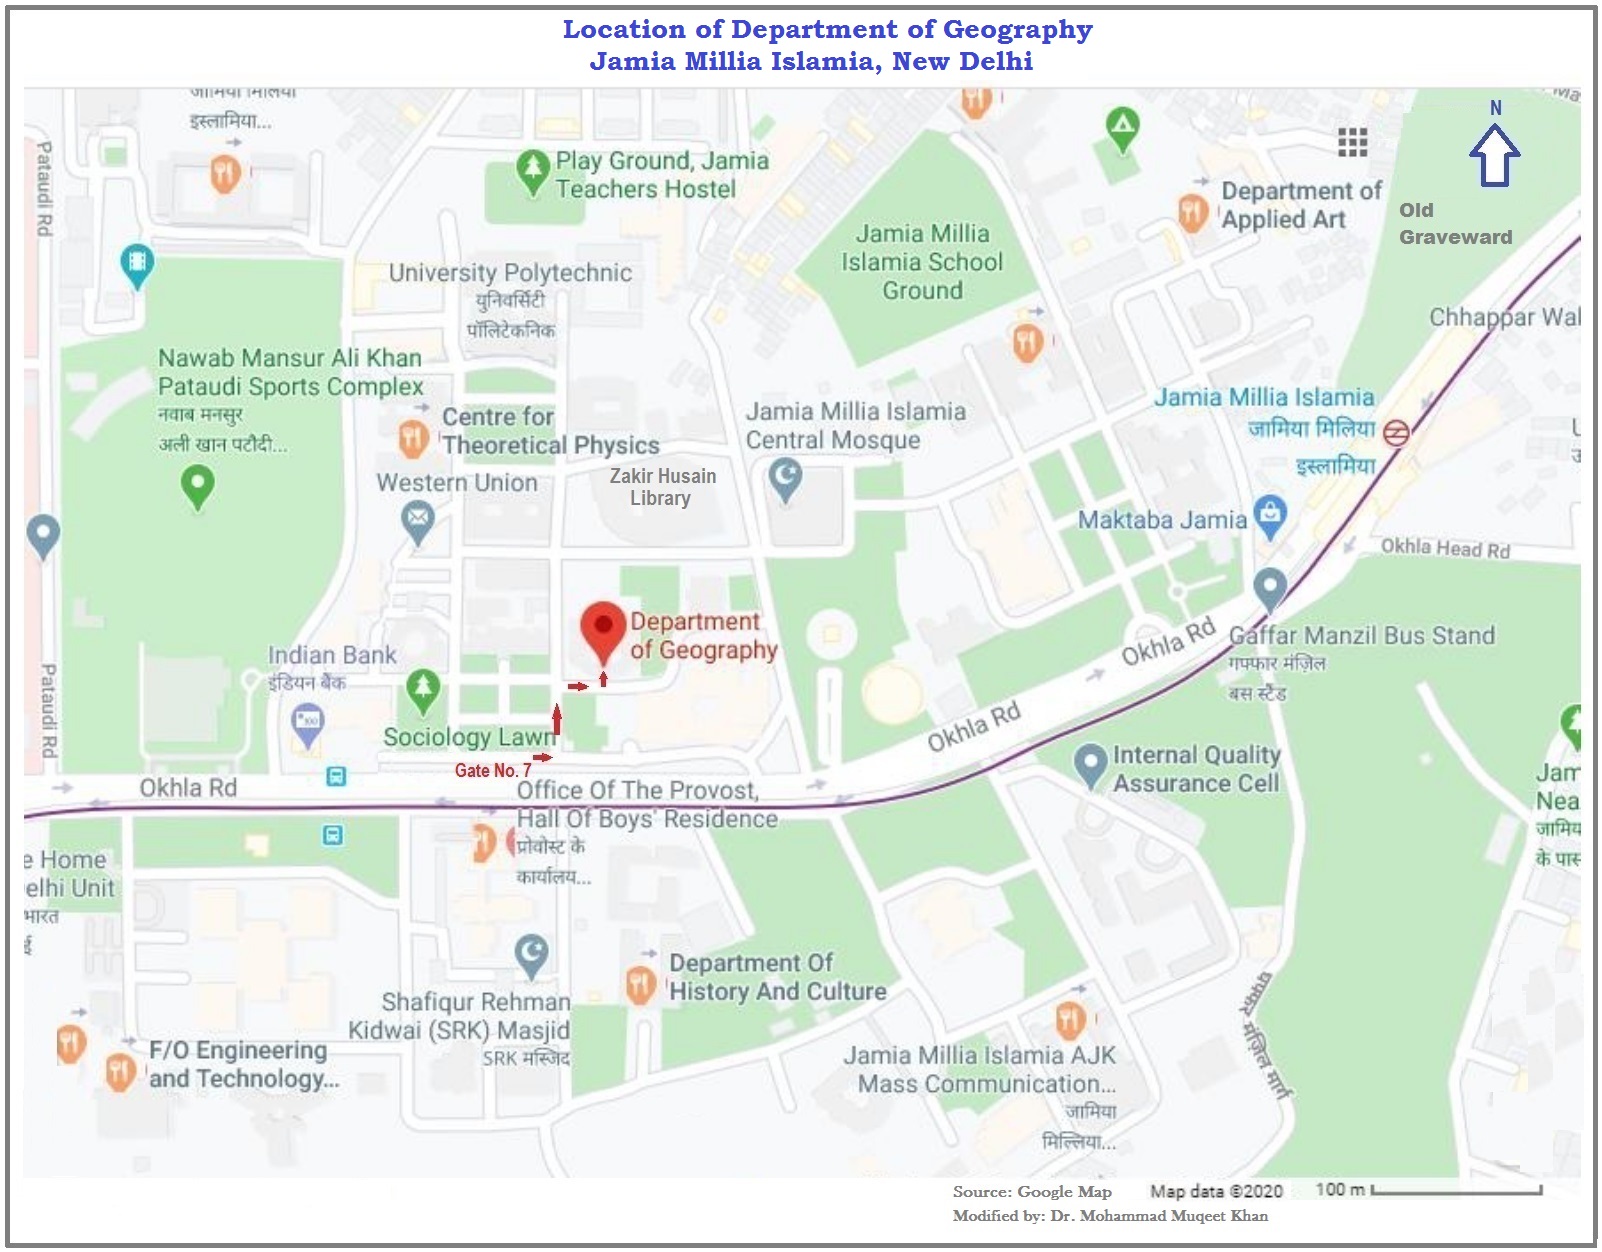 Location of Department of Geography
Jamia Millia Islamia, New Delhi
जामिया मिलिया
इस्लामिया...
Pataudi Rd
Play Ground, Jamia
Teachers Hostel
Department of
Applied Art
N
Old
Graveward
Jamia Millia
Islamia School
Ground
University Polytechnic
युनिवर्सिटी
पॉलिटेकनिक
Chhappar Wal
Nawab Mansur Ali Khan
Pataudi Sports Complex
नवाब मनसुर
अली खान पटौदी...
Centre for
Theoretical Physics
Western Union
Zakir Husain
Library
Jamia Millia Islamia
Central Mosque
Jamia Millia Islamia
जामिया मिलिया
इस्लामिया
Maktaba Jamia
Okhla Head Rd
Department
of Geography
Okhla Rd
Gaffar Manzil Bus Stand
गफ्फार मंज़िल
बस स्टैंड
Indian Bank
इंडियन बैंक
Pataudi Rd
Sociology Lawn
Gate No. 7
Okhla Rd
Internal Quality
Assurance Cell
Okhla Rd
Office Of The Provost,
Hall Of Boys' Residence
प्रोवोस्ट के
कार्यालय...
Jam
Nea
जामिय
के पास
e Home
elhi Unit
भारत
ई
Department Of
History And Culture
Shafiqur Rehman
Kidwai (SRK) Masjid
SRK मस्जिद
F/O Engineering
and Technology...
Jamia Millia Islamia AJK
Mass Communication...
जामिया
मिल्लिया...
मंज़िल मार्ग
Source: Google Map
Map data ©2020
100 m
Modified by: Dr. Mohammad Muqeet Khan